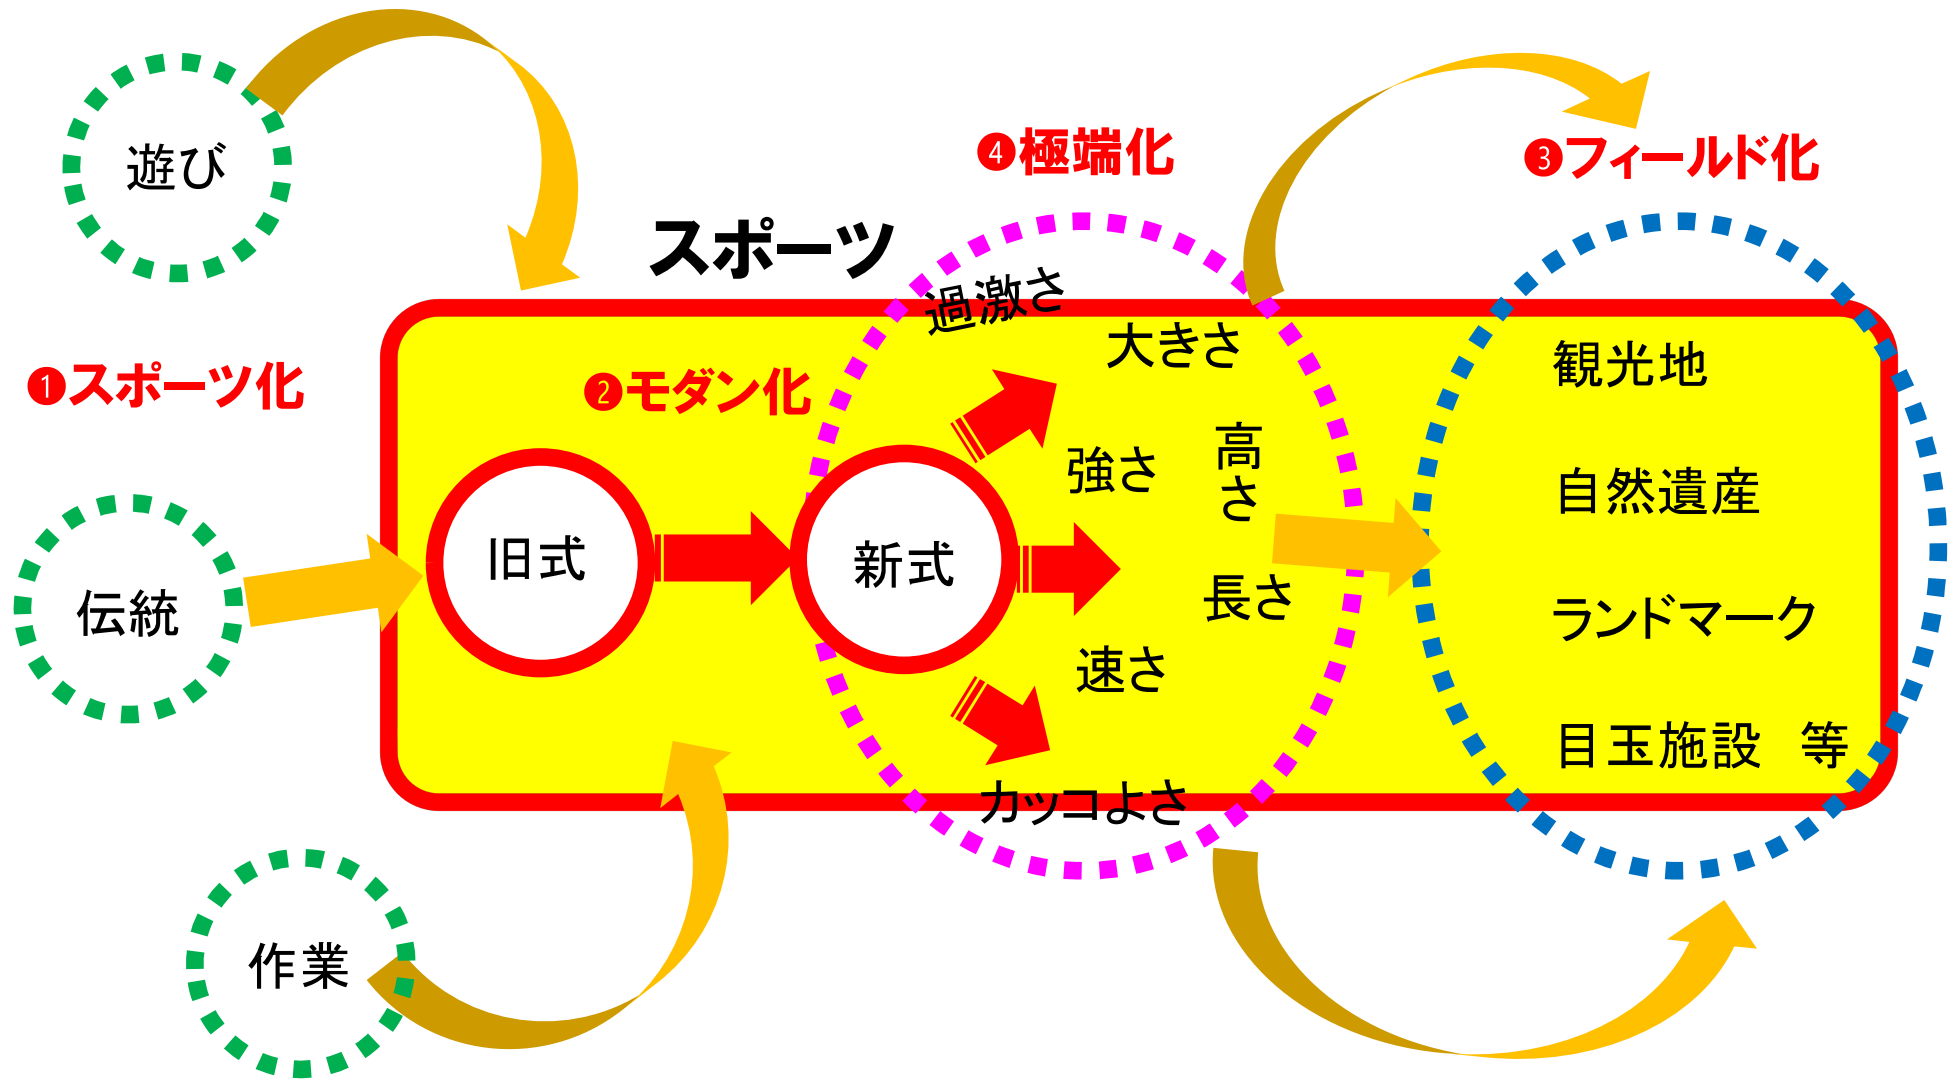 遊び
❶スポーツ化
伝統
作業
スポーツ
❷モダン化
旧式
新式
❹極端化
過激さ
大きさ
強さ
高
さ
長さ
速さ
カッコよさ
❸フィールド化
観光地
自然遺産
ランドマーク
目玉施設　等